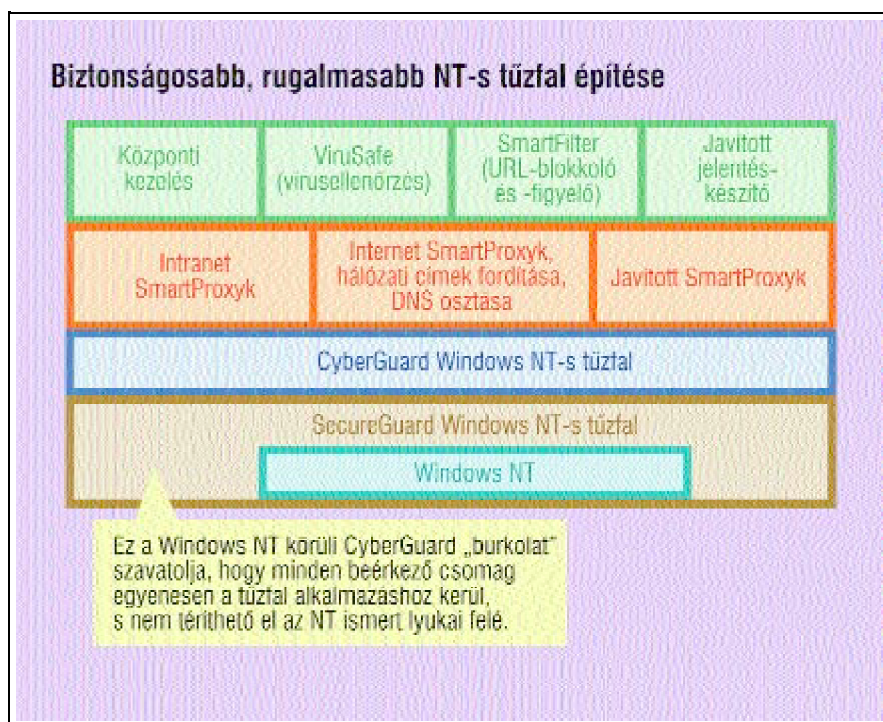 Biztonságosabb, rugalmasabb NT-s tűzfal építése
Központi
kezelés
ViruSafe
(vírusellenőrzés)
SmartFilter
(URL-blokkoló
és -figyelő)
Javított
jelentés-
készítő
Intranet
SmartProxyk
Internet SmartProxyk,
hálózati címek fordítása,
DNS osztása
Javított SmartProxyk
CyberGuard Windows NT-s tűzfal
SecureGuard Windows NT-s tűzfal
Windows NT
Ez a Windows NT körüli CyberGuard „burkolat”
szavatolja, hogy minden beérkező csomag
egyenesen a tűzfal alkalmazáshoz kerül,
s nem téríthető el az NT ismert lyukai felé.